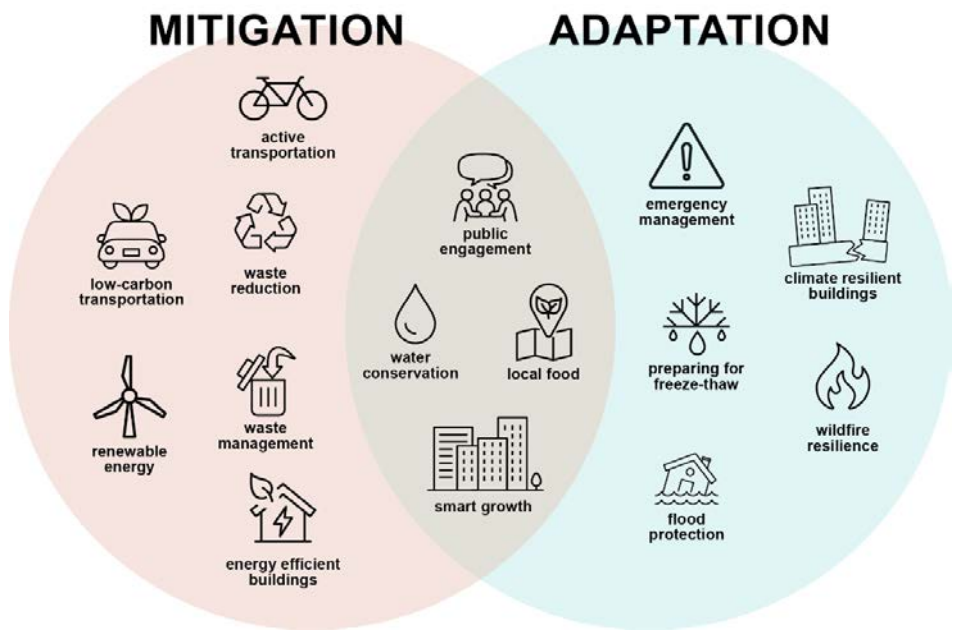 MITIGATION
ADAPTATION
active
transportation
low-carbon
transportation
waste
reduction
renewable
energy
waste
management
energy efficient
buildings
public
engagement
water
conservation
local food
smart growth
emergency
management
climate resilient
buildings
preparing for
freeze-thaw
wildfire
resilience
flood
protection